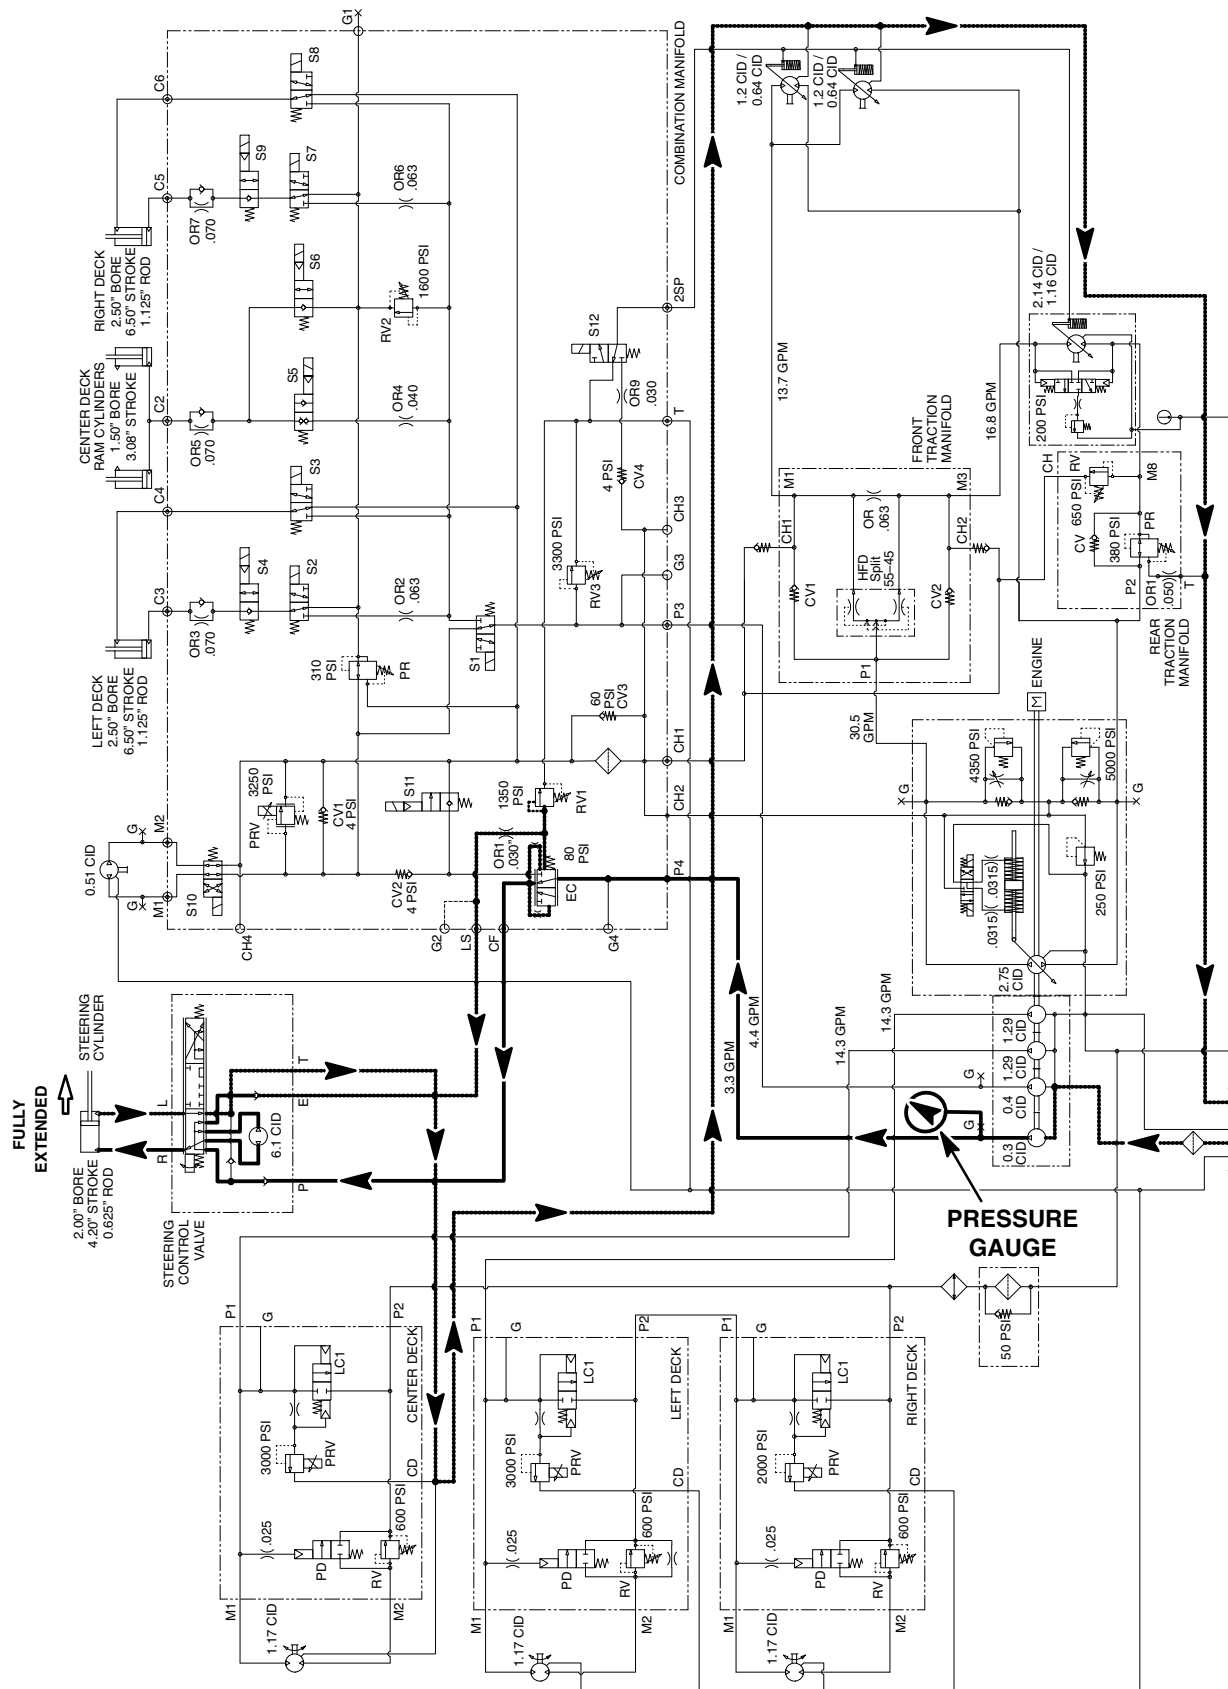 FULLY
EXTENDED
STEERING
CYLINDER
2.00" BORE
4.20" STROKE
0.625" ROD
L
R
STEERING
CONTROL
VALVE
6.1 CID
T
E
P
LEFT DECK
2.50" BORE
6.50" STROKE
1.125" ROD
CENTER DECK
RAM CYLINDERS
1.50" BORE
3.08" STROKE
RIGHT DECK
2.50" BORE
6.50" STROKE
1.125" ROD
0.51 CID
G
G
M1
M2
C3
C4
C2
C5
C6
G1
OR3
.070
OR5
.070
OR7
.070
S10
S4
S2
S3
S5
S6
S9
S7
S8
PRV
3250
PSI
CV1
4 PSI
S11
CV2
4 PSI
310
PSI
PR
OR2
.063
OR4
.040
OR6
.063
RV2
1600 PSI
S1
OR1
.030"
80
PSI
EC
1350
PSI
RV1
60
PSI
CV3
3300 PSI
RV3
4 PSI
CV4
S12
OR9
.030
CH4
G2
LS
CF
G4
P4
CH2
CH1
P3
G3
CH3
T
2SP
COMBINATION MANIFOLD
1.2 CID /
0.64 CID
1.2 CID /
0.64 CID
3.3 GPM
4.4 GPM
14.3 GPM
14.3 GPM
13.7 GPM
16.8 GPM
30.5
GPM
FRONT
TRACTION
MANIFOLD
M1
CH1
CV1
HFD
Split
55-45
OR
.063
CV2
CH2
M3
P1
2.14 CID /
1.16 CID
200 PSI
CH
RV
650 PSI
CV
380 PSI
PR
M8
P2
OR1
.050
T
REAR
TRACTION
MANIFOLD
ENGINE
M
G
G
4350 PSI
5000 PSI
.0315
.0315
250 PSI
2.75
CID
1.29
CID
1.29
CID
0.4
CID
0.3
CID
G
G
PRESSURE
GAUGE
50 PSI
P1
G
P2
3000 PSI
LC1
PRV
CENTER DECK
CD
.025
PD
600 PSI
RV
M1
M2
1.17 CID
P1
G
P2
3000 PSI
LC1
PRV
LEFT DECK
CD
.025
PD
600 PSI
RV
M1
M2
1.17 CID
P1
G
P2
2000 PSI
LC1
PRV
RIGHT DECK
CD
.025
PD
600 PSI
RV
M1
M2
1.17 CID